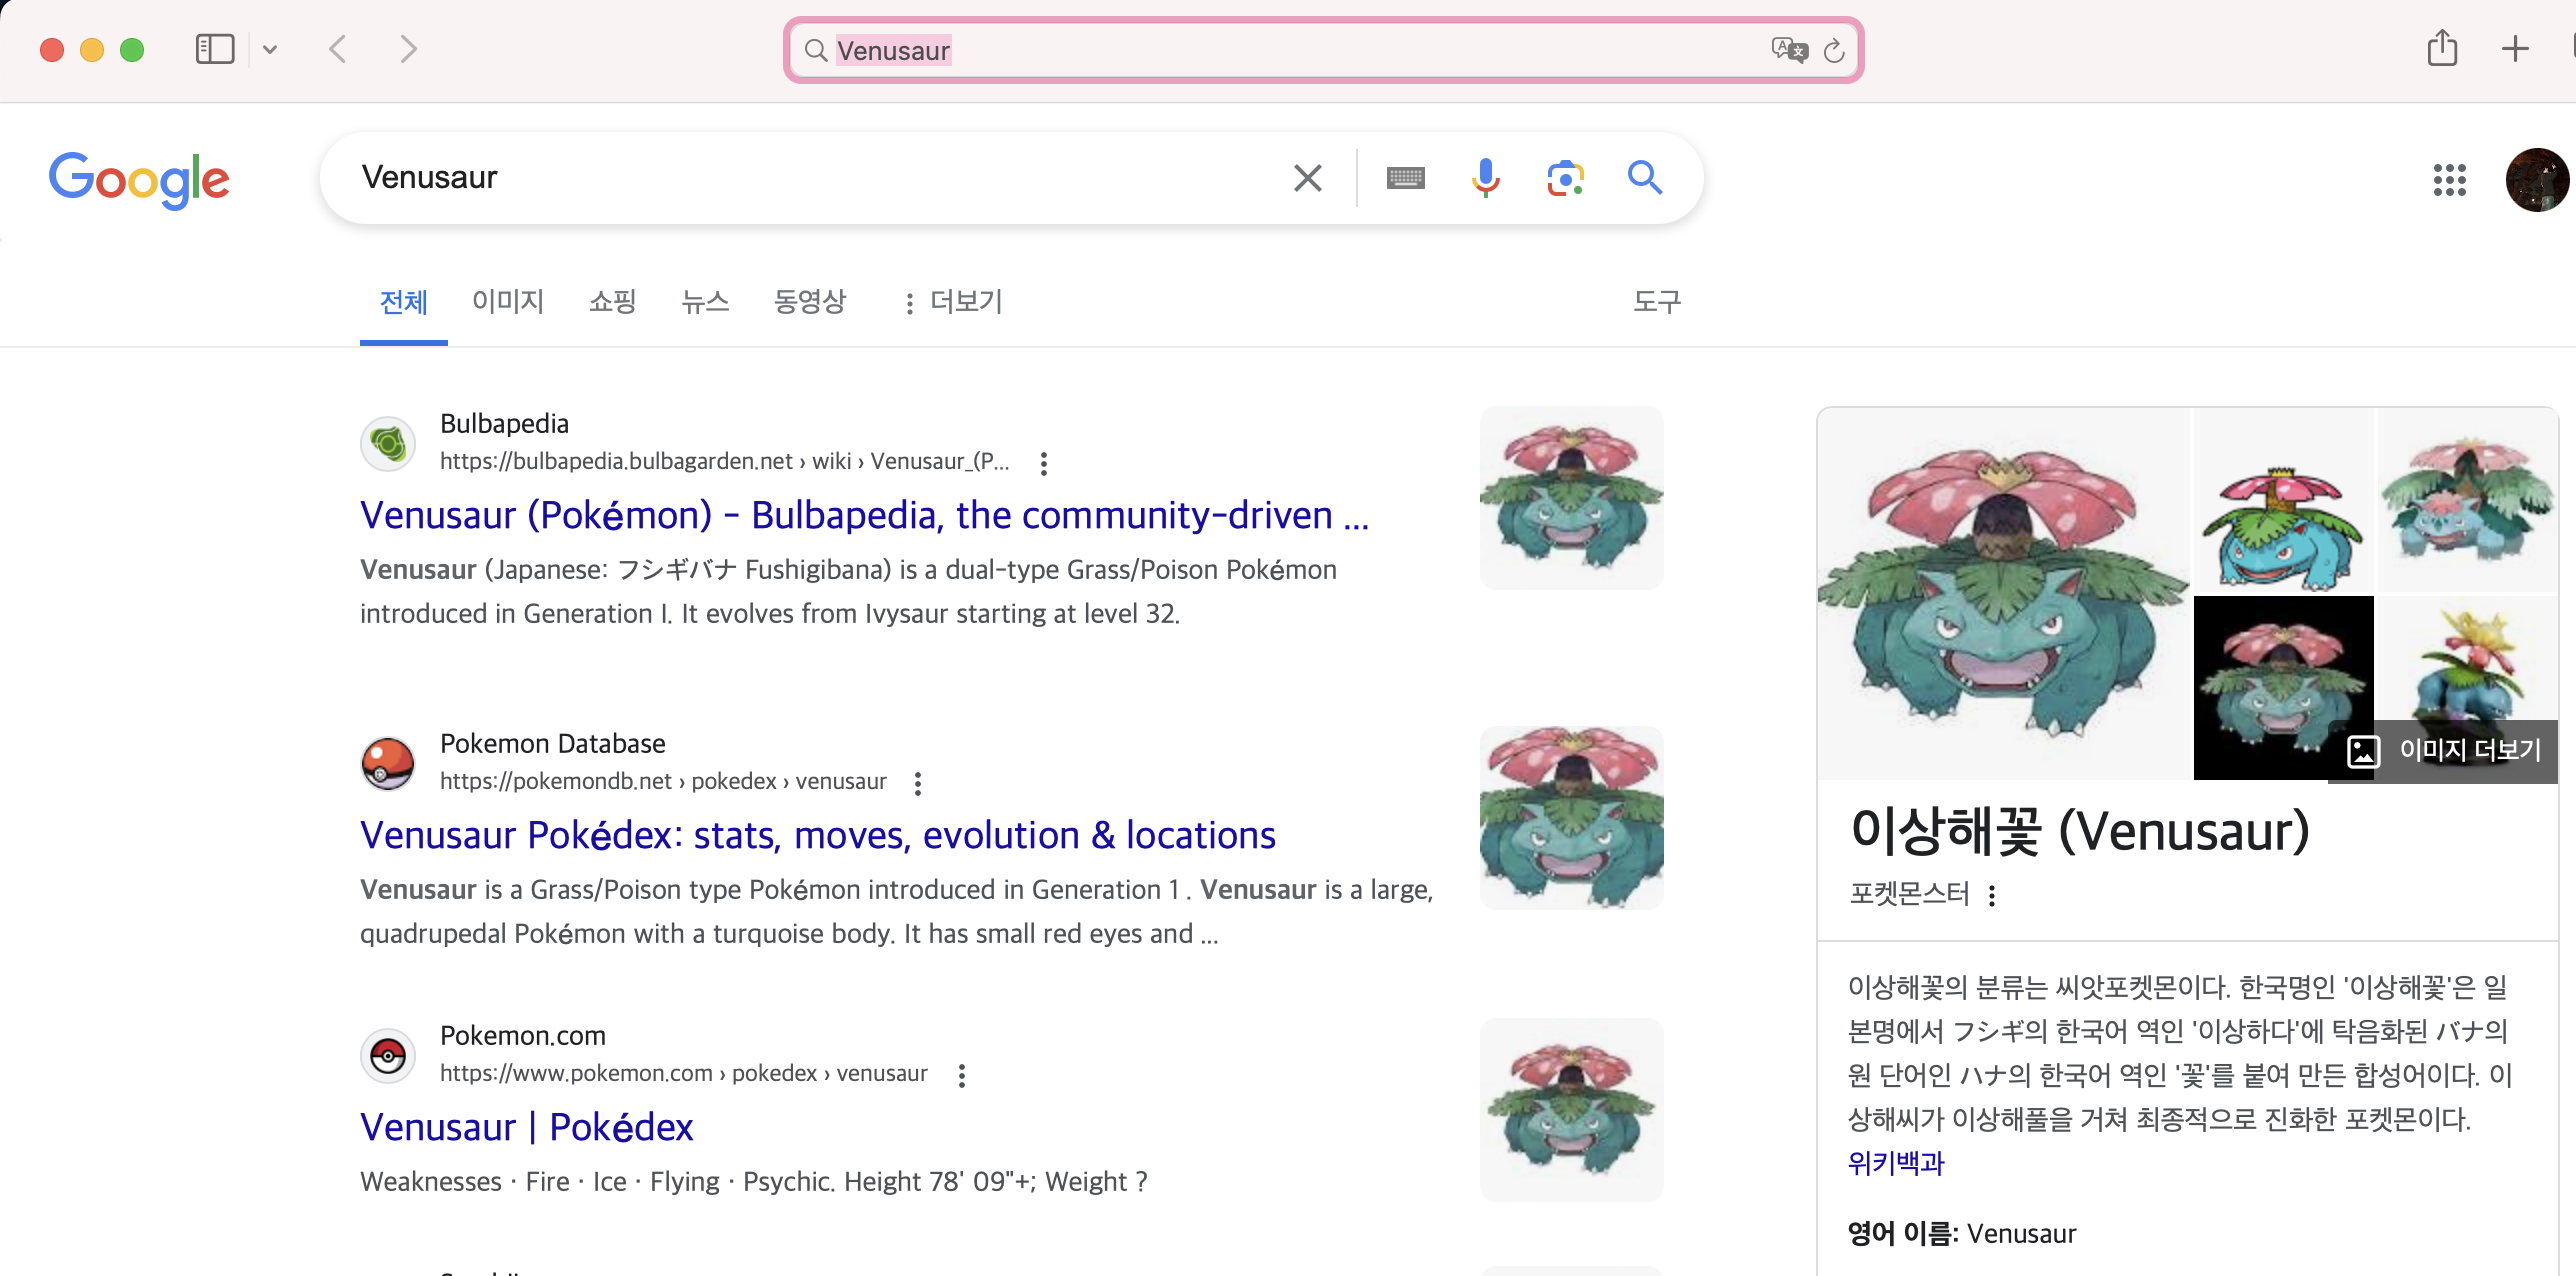 Venusaur
Google
Venusaur
전체 이미지 쇼핑 뉴스 동영상 더보기 도구
Bulbapedia
https://bulbapedia.bulbagarden.net › wiki › Venusaur_(P...
Venusaur (Pokémon) - Bulbapedia, the community-driven ...
Venusaur (Japanese: フシギバナ Fushigibana) is a dual-type Grass/Poison Pokémon
introduced in Generation I. It evolves from Ivysaur starting at level 32.
Pokemon Database
https://pokemondb.net › pokedex › venusaur
Venusaur Pokédex: stats, moves, evolution & locations
Venusaur is a Grass/Poison type Pokémon introduced in Generation 1 . Venusaur is a large,
quadrupedal Pokémon with a turquoise body. It has small red eyes and ...
Pokemon.com
https://www.pokemon.com › pokedex › venusaur
Venusaur | Pokédex
Weaknesses · Fire · Ice · Flying · Psychic. Height 78' 09"+; Weight ?
이미지 더보기
이상해꽃 (Venusaur)
포켓몬스터
이상해꽃의 분류는 씨앗포켓몬이다. 한국명인 '이상해꽃'은 일
본명에서 フシギ의 한국어 역인 '이상하다'에 탁음화된 バナ의
원 단어인 ハナ의 한국어 역인 '꽃'를 붙여 만든 합성어이다. 이
상해씨가 이상해풀을 거쳐 최종적으로 진화한 포켓몬이다.
위키백과
영어 이름: Venusaur